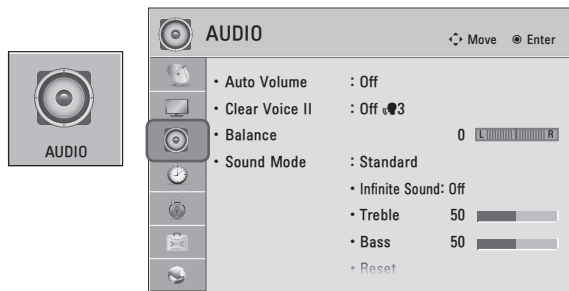 AUDIO
AUDIO
Move Enter
• Auto Volume : Off
• Clear Voice II : Off 3
• Balance 0 L R
• Sound Mode : Standard
• Infinite Sound: Off
• Treble 50
• Bass 50
• Reset